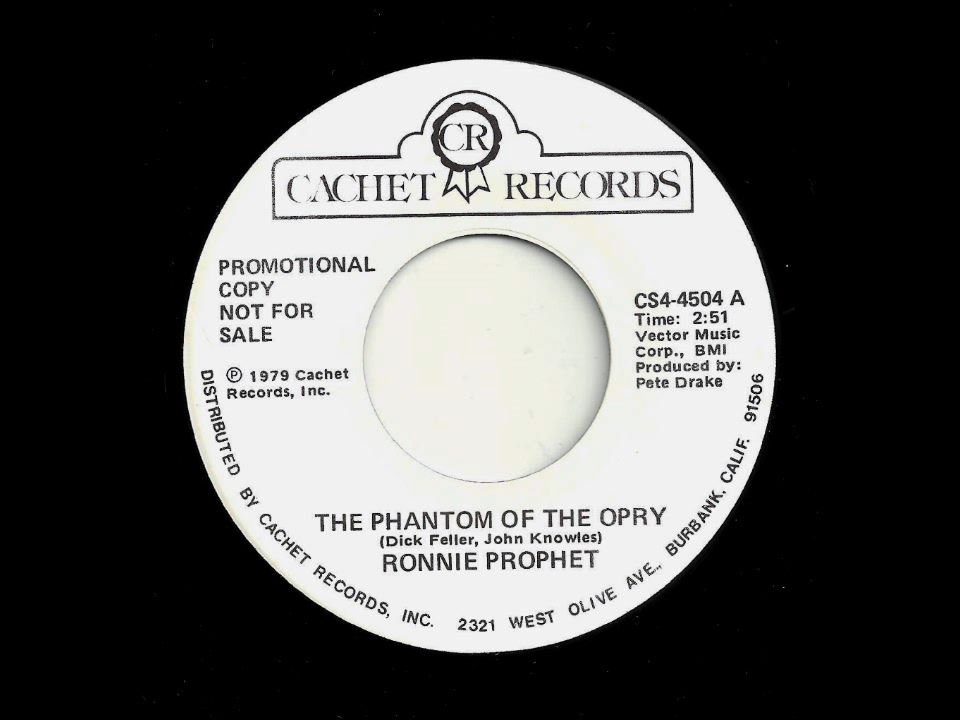 CR
CACHET RECORDS
PROMOTIONAL
COPY
NOT FOR
SALE
℗ 1979 Cachet
Records, Inc.
CS4-4504 A
Time: 2:51
Vector Music
Corp., BMI
Produced by:
Pete Drake
THE PHANTOM OF THE OPRY
(Dick Feller, John Knowles)
RONNIE PROPHET
DISTRIBUTED BY CACHET RECORDS, INC. 2321 WEST OLIVE AVE., BURBANK, CALIF. 91506